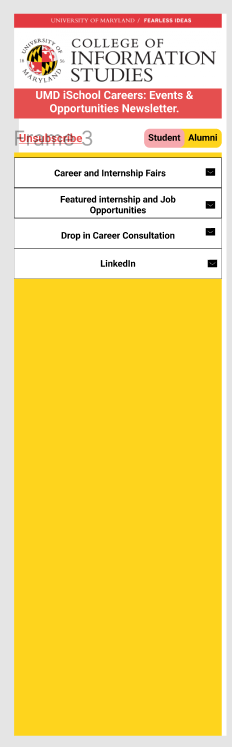 UNIVERSITY OF MARYLAND / FEARLESS IDEAS
UNIVERSITY OF
18 56
MARYLAND
COLLEGE OF
INFORMATION
STUDIES
UMD iSchool Careers: Events &
Opportunities Newsletter.
Frame 3
Unsubscribe
Student Alumni
Career and Internship Fairs
Featured internship and Job
Opportunities
Drop in Career Consultation
LinkedIn